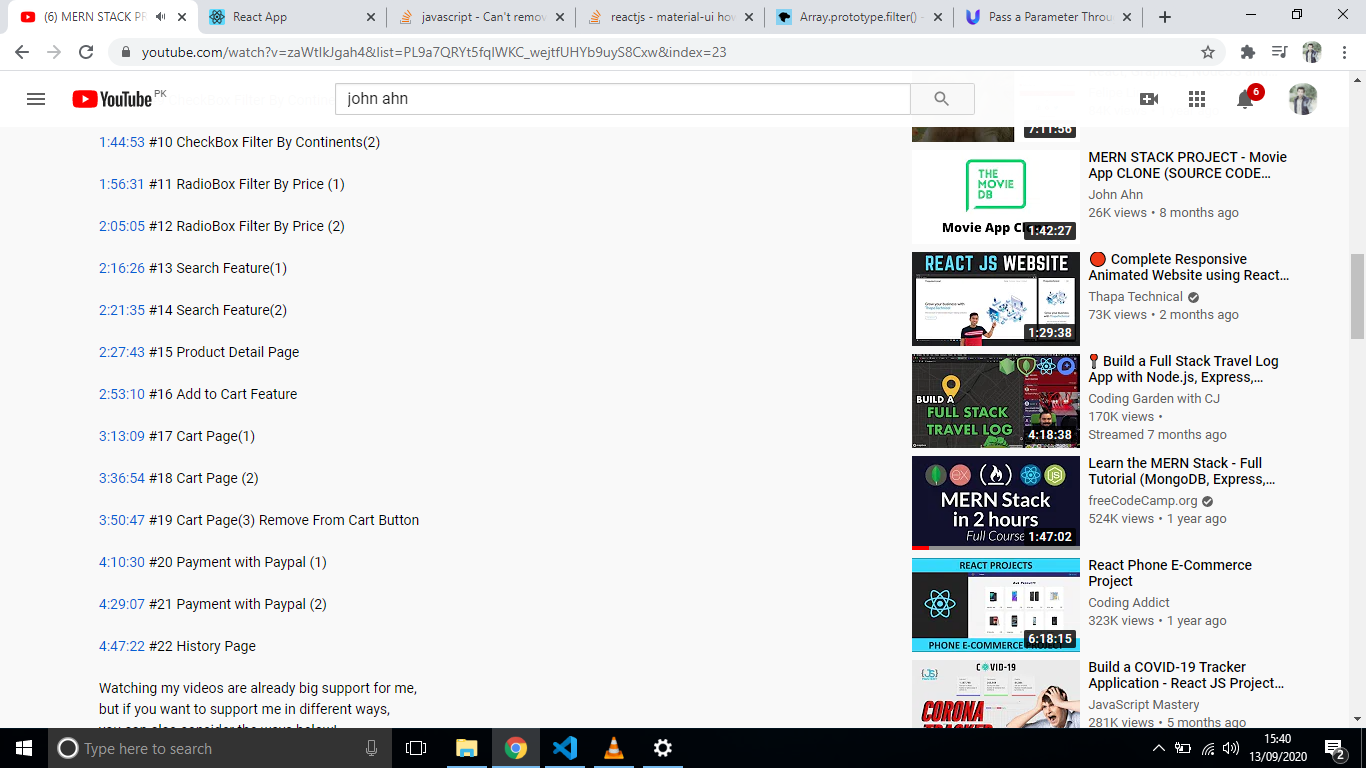 (6) MERN STACK PR
React App
javascript - Can't remov
reactjs - material-ui how
Array.prototype.filter() -
Pass a Parameter Throu
youtube.com/watch?v=zaWtIkJgah4&list=PL9a7QRYt5fqIWKC_wejtfUHYb9uyS8Cxw&index=23
YouTube PK
john ahn
6
1:44:53 #10 CheckBox Filter By Continents(2)
1:56:31 #11 RadioBox Filter By Price (1)
2:05:05 #12 RadioBox Filter By Price (2)
2:16:26 #13 Search Feature(1)
2:21:35 #14 Search Feature(2)
2:27:43 #15 Product Detail Page
2:53:10 #16 Add to Cart Feature
3:13:09 #17 Cart Page(1)
3:36:54 #18 Cart Page (2)
3:50:47 #19 Cart Page(3) Remove From Cart Button
4:10:30 #20 Payment with Paypal (1)
4:29:07 #21 Payment with Paypal (2)
4:47:22 #22 History Page
Watching my videos are already big support for me,
but if you want to support me in different ways,
7:11:56
THE
MOVIE
DB
Movie App Cl
1:42:27
MERN STACK PROJECT - Movie
App CLONE (SOURCE CODE...
John Ahn
26K views • 8 months ago
REACT JS WEBSITE
1:29:38
Complete Responsive
Animated Website using React...
Thapa Technical
73K views • 2 months ago
BUILD A
FULL STACK
TRAVEL LOG
4:18:38
Build a Full Stack Travel Log
App with Node.js, Express,...
Coding Garden with CJ
170K views •
Streamed 7 months ago
MERN Stack
in 2 hours
Full Course
1:47:02
Learn the MERN Stack - Full
Tutorial (MongoDB, Express,...
freeCodeCamp.org
524K views • 1 year ago
REACT PROJECTS
6:18:15
PHONE E-COMMERCE PROJECT
React Phone E-Commerce
Project
Coding Addict
323K views • 1 year ago
JS
COVID-19
CORONA
Build a COVID-19 Tracker
Application - React JS Project...
JavaScript Mastery
281K views • 5 months ago
Type here to search
15:40
13/09/2020
2